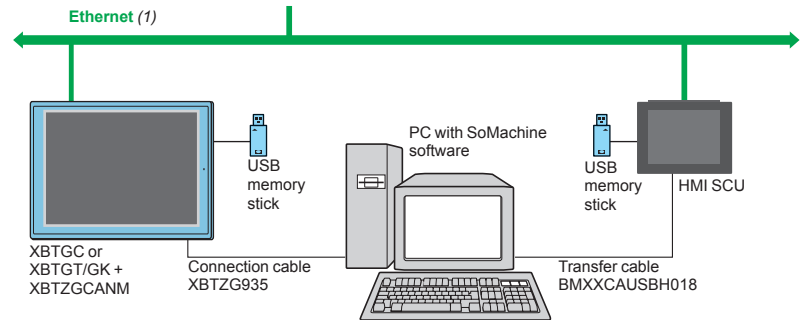 Ethernet (1)
PC with SoMachine
software
USB
memory
stick
USB
memory
stick
HMI SCU
XBTGC or
XBTGT/GK +
XBTZGCANM
Connection cable
XBTZG935
Transfer cable
BMXXCAUSBH018